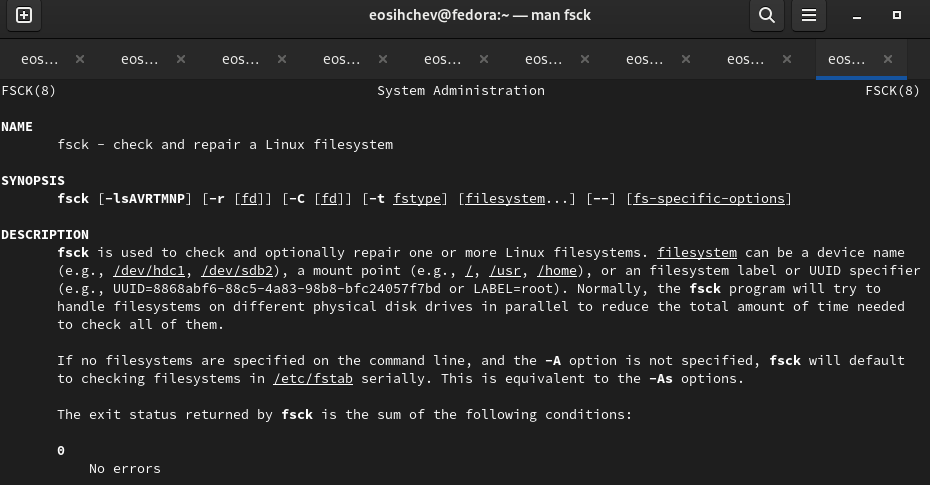 eosihchev@fedora:~ — man fsck
eos... eos... eos... eos... eos... eos... eos... eos... eos...
FSCK(8) System Administration FSCK(8)
NAME
fsck - check and repair a Linux filesystem
SYNOPSIS
fsck [-lsAVRTMNP] [-r [fd]] [-C [fd]] [-t fstype] [filesystem...] [--] [fs-specific-options]
DESCRIPTION
fsck is used to check and optionally repair one or more Linux filesystems. filesystem can be a device name
(e.g., /dev/hdc1, /dev/sdb2), a mount point (e.g., /, /usr, /home), or an filesystem label or UUID specifier
(e.g., UUID=8868abf6-88c5-4a83-98b8-bfc24057f7bd or LABEL=root). Normally, the fsck program will try to
handle filesystems on different physical disk drives in parallel to reduce the total amount of time needed
to check all of them.
If no filesystems are specified on the command line, and the -A option is not specified, fsck will default
to checking filesystems in /etc/fstab serially. This is equivalent to the -As options.
The exit status returned by fsck is the sum of the following conditions:
0
No errors